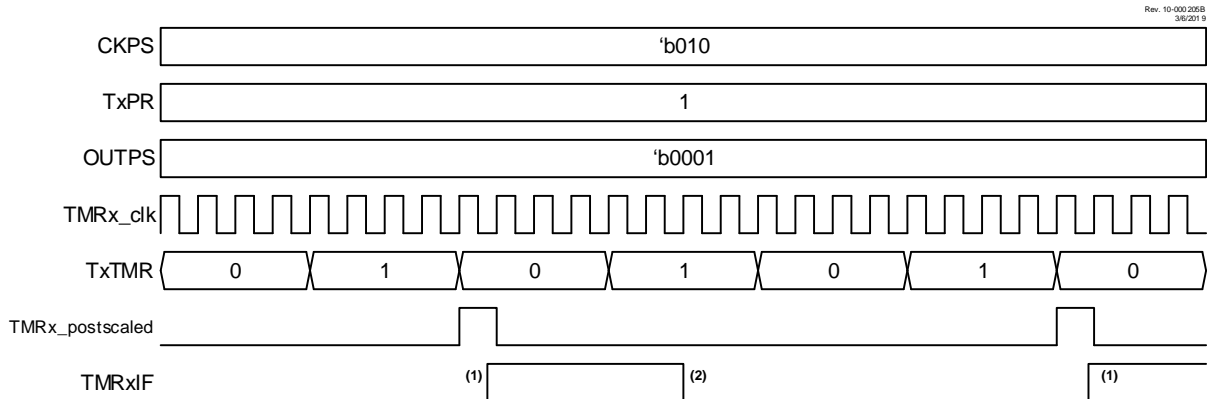 Rev. 10-000205B
3/6/2019
CKPS ‘b010
TxPR 1
OUTPS ‘b0001
TMRx_clk
TxTMR 0 1 0 1 0 1 0
TMRx_postscaled
TMRxIF (1) (2) (1)